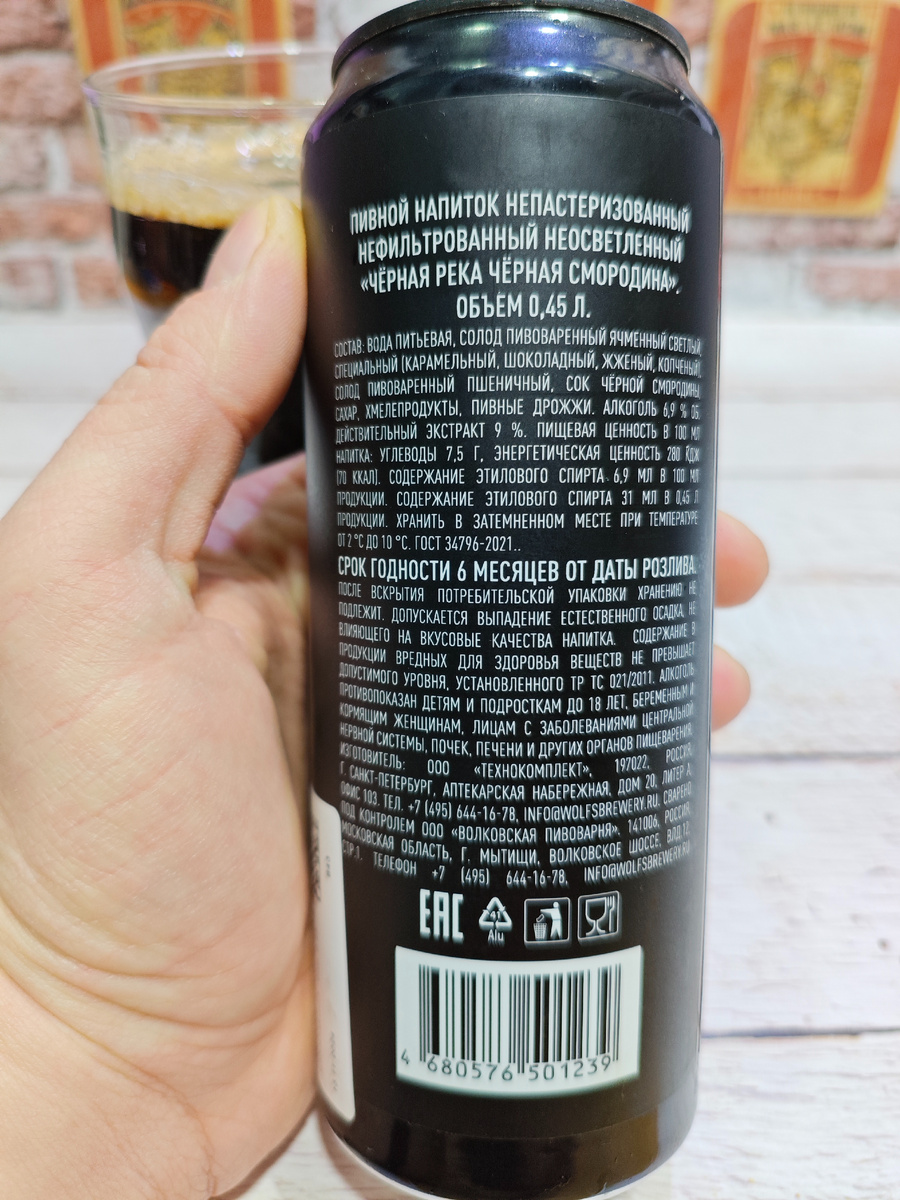 ПИВНОЙ НАПИТОК НЕПАСТЕРИЗОВАННЫЙ
НЕФИЛЬТРОВАННЫЙ НЕОСВЕТЛЕННЫЙ
«ЧЁРНАЯ РЕКА ЧЁРНАЯ СМОРОДИНА».
ОБЪЕМ 0,45 Л.
СОСТАВ: ВОДА ПИТЬЕВАЯ, СОЛОД ПИВОВАРЕННЫЙ ЯЧМЕННЫЙ СВЕТЛЫЙ,
СПЕЦИАЛЬНЫЙ (КАРАМЕЛЬНЫЙ, ШОКОЛАДНЫЙ, ЖЖЕНЫЙ, КОПЧЕНЫЙ),
СОЛОД ПИВОВАРЕННЫЙ ПШЕНИЧНЫЙ, СОК ЧЁРНОЙ СМОРОДИНЫ,
САХАР, ХМЕЛЕПРОДУКТЫ, ПИВНЫЕ ДРОЖЖИ. АЛКОГОЛЬ 6,9 % ОБ.
ДЕЙСТВИТЕЛЬНЫЙ ЭКСТРАКТ 9 %. ПИЩЕВАЯ ЦЕННОСТЬ В 100 МЛ
НАПИТКА: УГЛЕВОДЫ 7,5 Г, ЭНЕРГЕТИЧЕСКАЯ ЦЕННОСТЬ 280 КДЖ
(70 ККАЛ). СОДЕРЖАНИЕ ЭТИЛОВОГО СПИРТА 6,9 МЛ В 100 МЛ
ПРОДУКЦИИ. СОДЕРЖАНИЕ ЭТИЛОВОГО СПИРТА 31 МЛ В 0,45 Л
ПРОДУКЦИИ. ХРАНИТЬ В ЗАТЕМНЕННОМ МЕСТЕ ПРИ ТЕМПЕРАТУРЕ
ОТ 2 °С ДО 10 °С. ГОСТ 34796-2021..
СРОК ГОДНОСТИ 6 МЕСЯЦЕВ ОТ ДАТЫ РОЗЛИВА.
ПОСЛЕ ВСКРЫТИЯ ПОТРЕБИТЕЛЬСКОЙ УПАКОВКИ ХРАНЕНИЮ НЕ
ПОДЛЕЖИТ. ДОПУСКАЕТСЯ ВЫПАДЕНИЕ ЕСТЕСТВЕННОГО ОСАДКА, НЕ
ВЛИЯЮЩЕГО НА ВКУСОВЫЕ КАЧЕСТВА НАПИТКА. СОДЕРЖАНИЕ В
ПРОДУКЦИИ ВРЕДНЫХ ДЛЯ ЗДОРОВЬЯ ВЕЩЕСТВ НЕ ПРЕВЫШАЕТ
ДОПУСТИМОГО УРОВНЯ, УСТАНОВЛЕННОГО ТР ТС 021/2011. АЛКОГОЛЬ
ПРОТИВОПОКАЗАН ДЕТЯМ И ПОДРОСТКАМ ДО 18 ЛЕТ, БЕРЕМЕННЫМ И
КОРМЯЩИМ ЖЕНЩИНАМ, ЛИЦАМ С ЗАБОЛЕВАНИЯМИ ЦЕНТРАЛЬНОЙ
НЕРВНОЙ СИСТЕМЫ, ПОЧЕК, ПЕЧЕНИ И ДРУГИХ ОРГАНОВ ПИЩЕВАРЕНИЯ.
ИЗГОТОВИТЕЛЬ: ООО «ТЕХНОКОМПЛЕКТ», 197022, РОССИЯ,
Г. САНКТ-ПЕТЕРБУРГ, АПТЕКАРСКАЯ НАБЕРЕЖНАЯ, ДОМ 20, ЛИТЕР А,
ОФИС 103. ТЕЛ. +7 (495) 644-16-78, INFO@WOLFSBREWERY.RU. СВАРЕНО
ПОД КОНТРОЛЕМ ООО «ВОЛКОВСКАЯ ПИВОВАРНЯ», 141006, РОССИЯ,
МОСКОВСКАЯ ОБЛАСТЬ, Г. МЫТИЩИ, ВОЛКОВСКОЕ ШОССЕ, ВЛД.12,
СТР.1. ТЕЛЕФОН +7 (495) 644-16-78, INFO@WOLFSBREWERY.RU
EAC
41
Alu
4 680576 501239